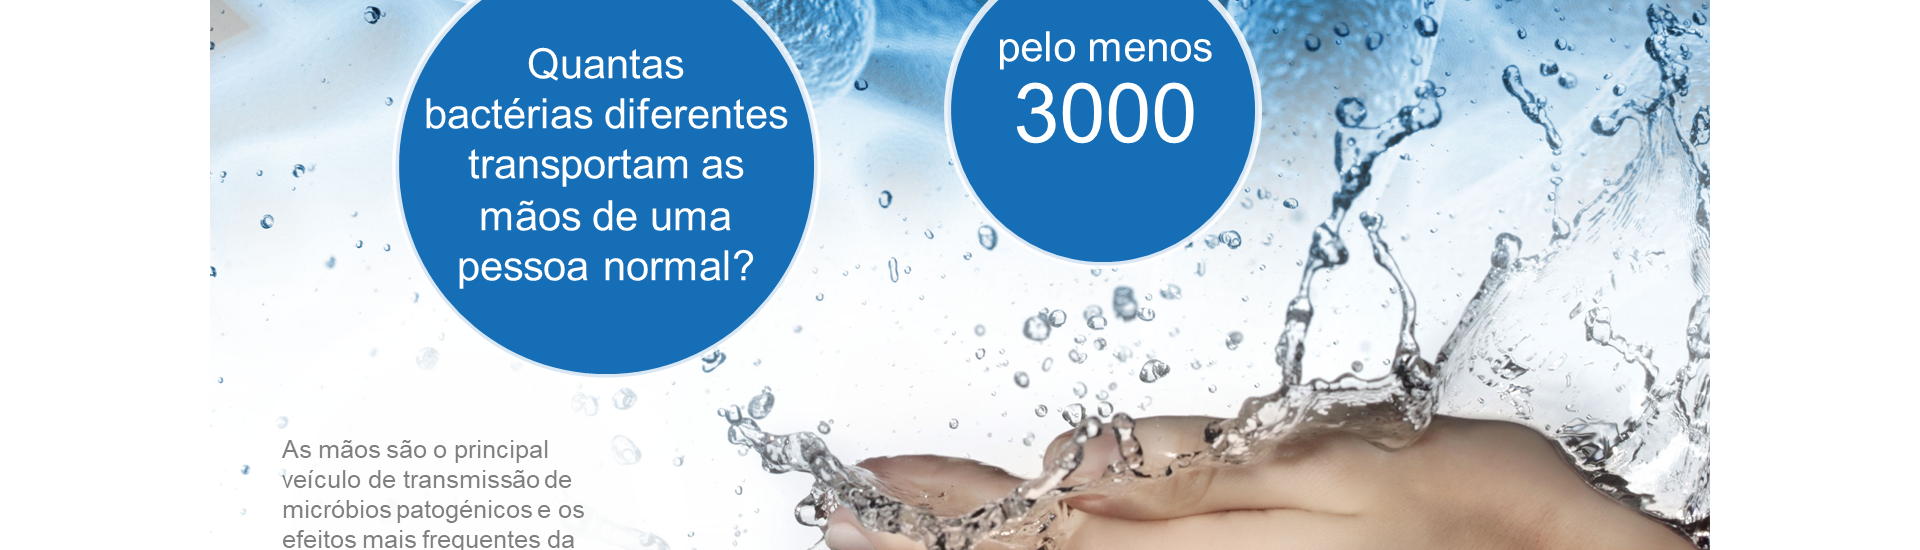 Quantas
bactérias diferentes
transportam as
mãos de uma
pessoa normal?
pelo menos
3000
As mãos são o principal
veículo de transmissão de
micróbios patogénicos e os
efeitos mais frequentes da